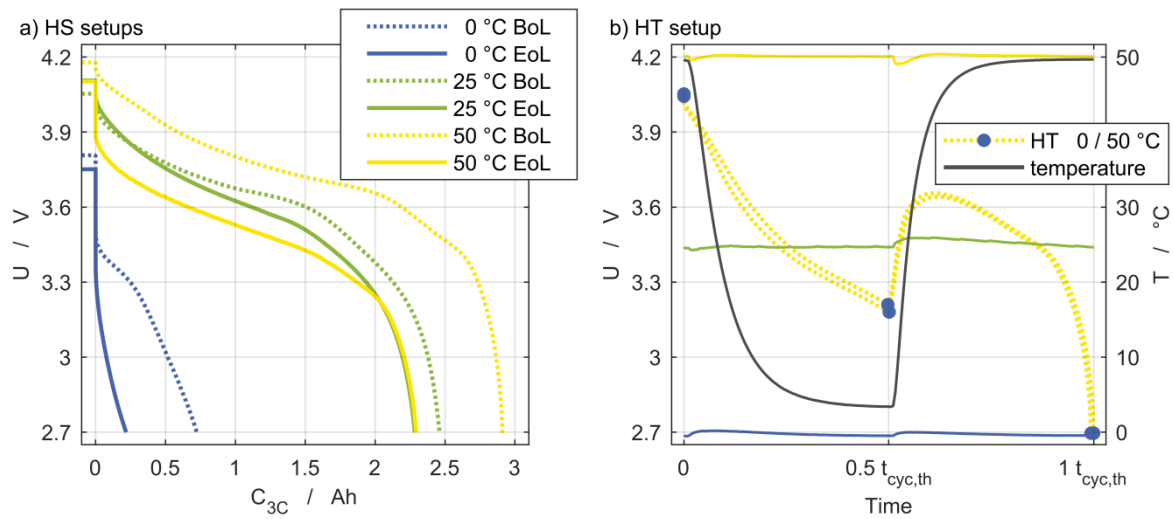 a) HS setups
0 °C BoL
0 °C EoL
25 °C BoL
25 °C EoL
50 °C BoL
50 °C EoL
4.2
3.9
3.6
3.3
3
2.7
U / V
0 0.5 1 1.5 2 2.5 3
C3C / Ah
b) HT setup
HT 0 / 50 °C
temperature
4.2
3.9
3.6
3.3
3
2.7
U / V
50
40
30
20
10
0
T / °C
0 0.5 tcyc,th 1 tcyc,th
Time